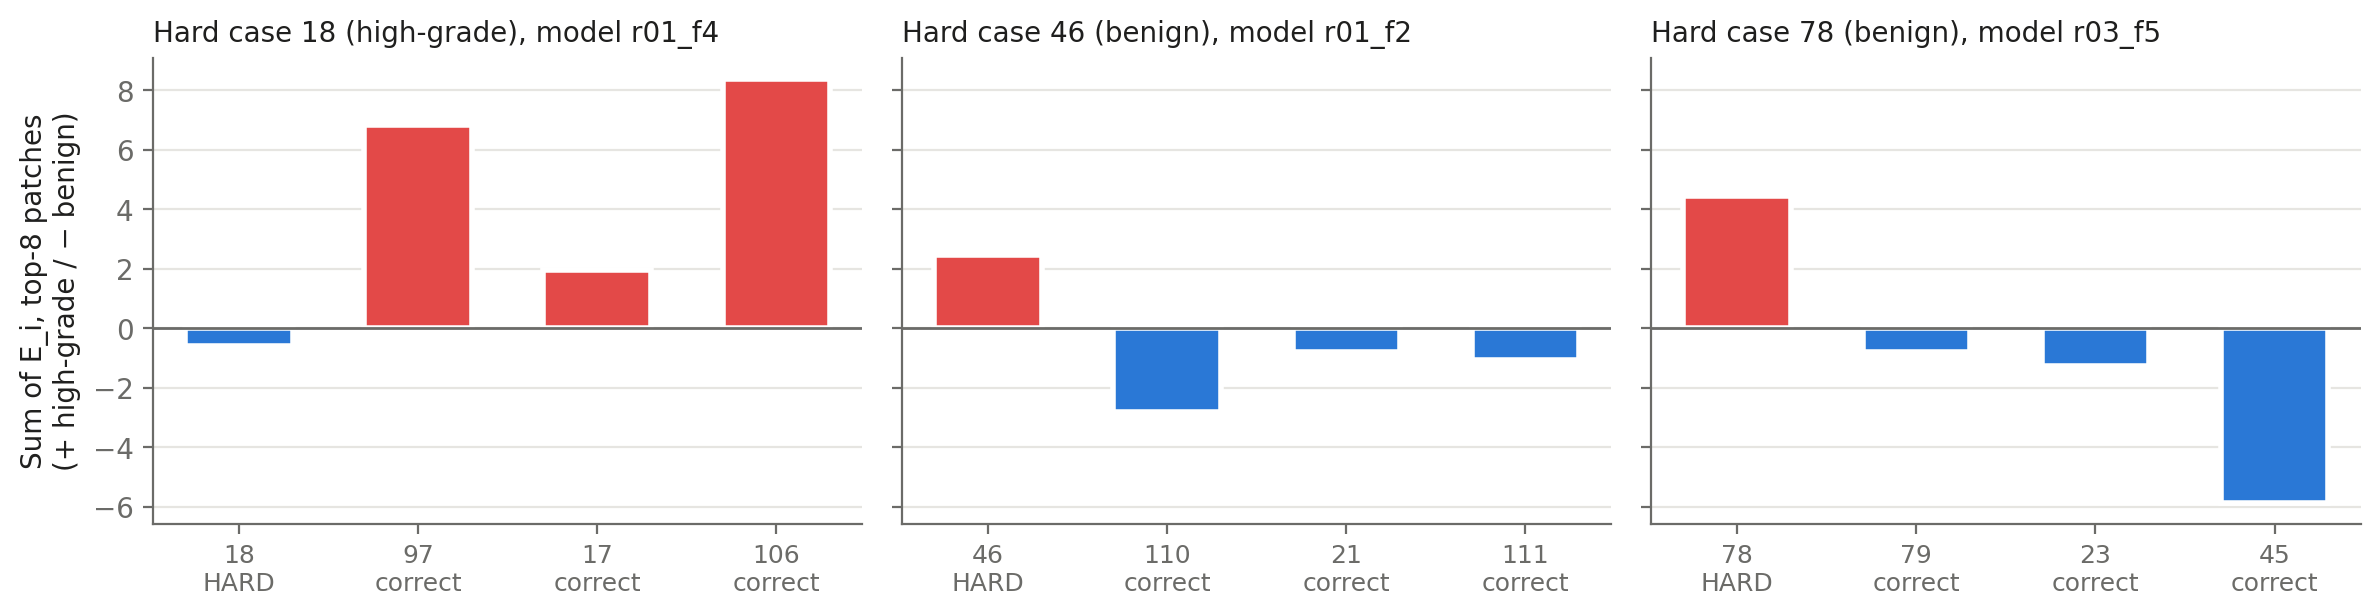 Hard case 18 (high-grade), model r01_f4
Hard case 46 (benign), model r01_f2
Hard case 78 (benign), model r03_f5
Sum of E_i, top-8 patches
(+ high-grade / − benign)
8
6
4
2
0
−2
−4
−6
18
HARD
97
correct
17
correct
106
correct
46
HARD
110
correct
21
correct
111
correct
78
HARD
79
correct
23
correct
45
correct